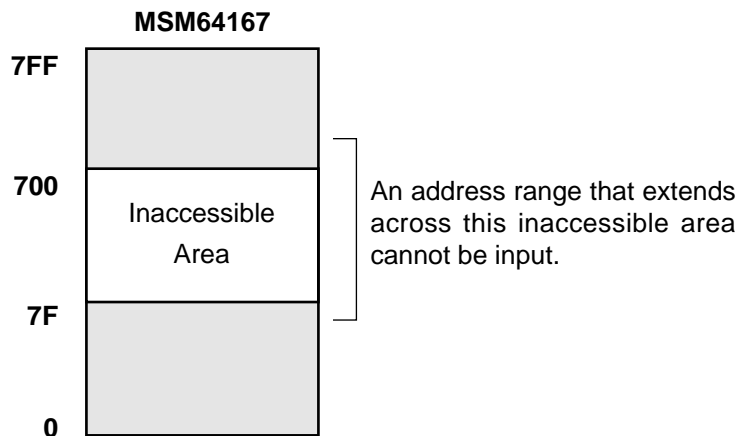 MSM64167
7FF
700
Inaccessible
Area
An address range that extends
across this inaccessible area
cannot be input.
7F
0